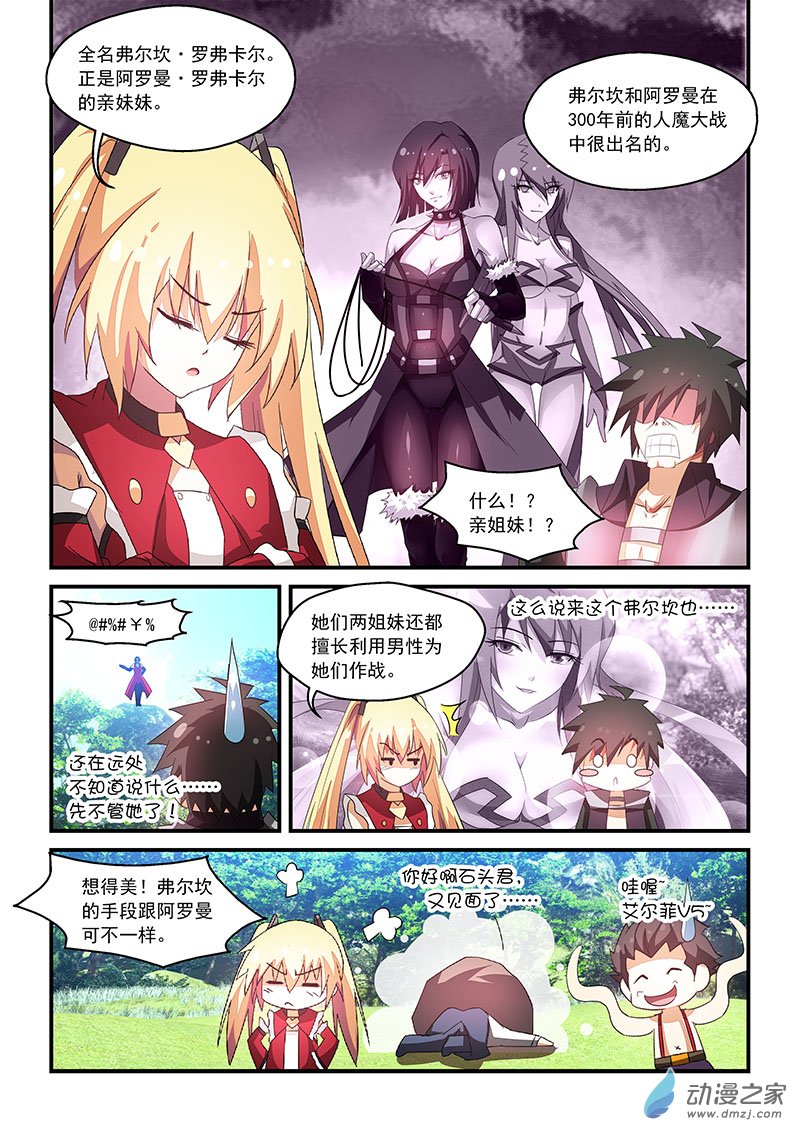 全名弗尔坎·罗弗卡尔。
正是阿罗曼·罗弗卡尔
的亲妹妹。
弗尔坎和阿罗曼在
300年前的人魔大战
中很出名的。
什么！？
亲姐妹！？
@#%#￥%
还在远处
不知道说什么……
先不管她了！
她们两姐妹还都
擅长利用男性为
她们作战。
这么说来这个弗尔坎也……
想得美！弗尔坎
的手段跟阿罗曼
可不一样。
你好啊石头君，
又见面了……
哇喔~
艾尔菲V5~
动漫之家
www.dmzj.com